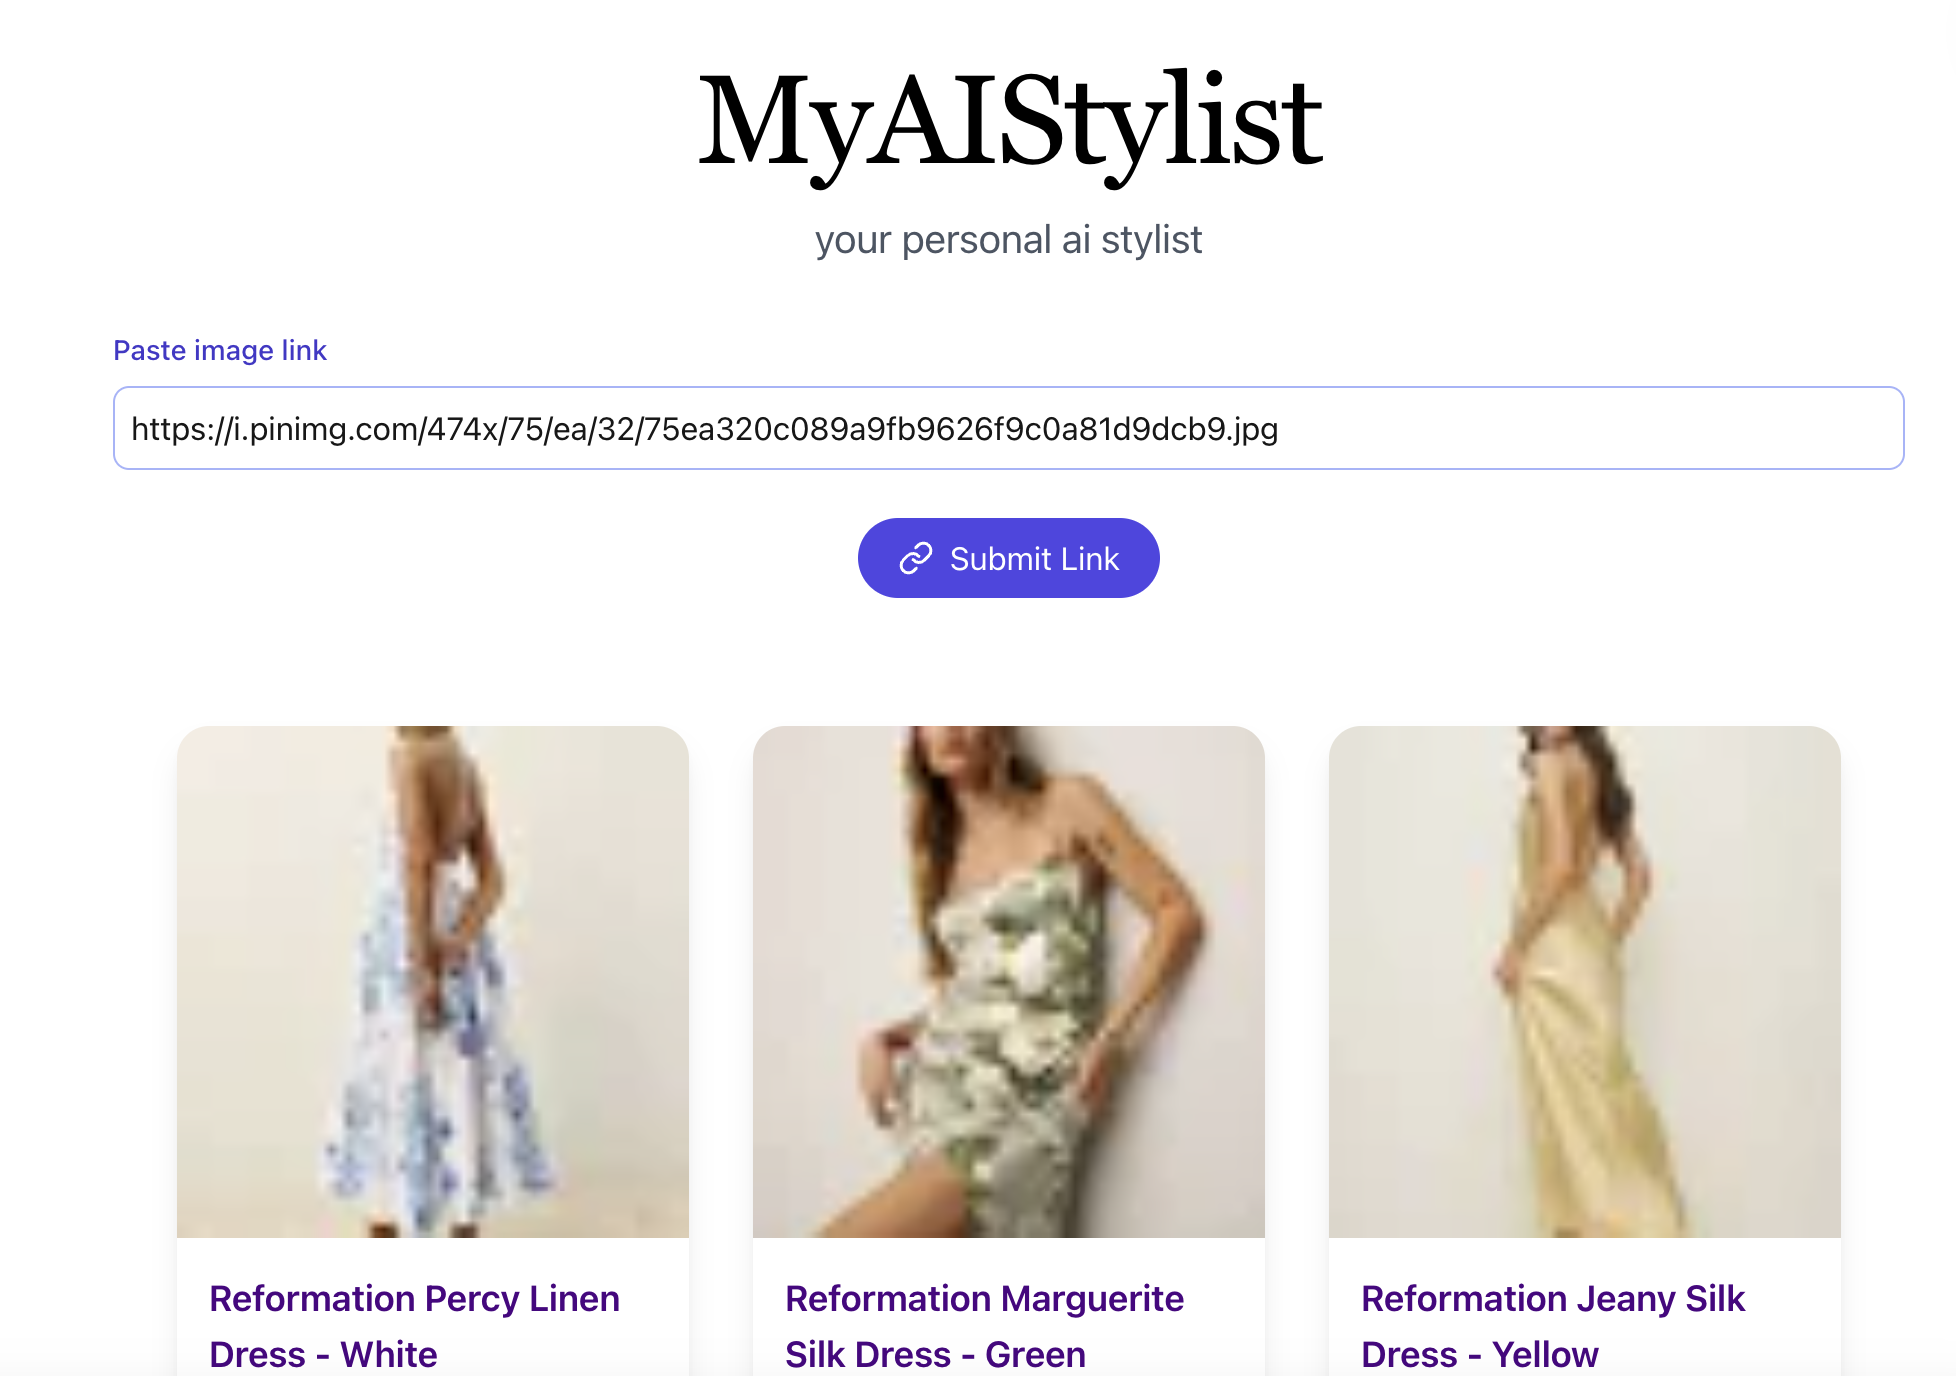 MyAIStylist
your personal ai stylist
Paste image link
https://i.pinimg.com/474x/75/ea/32/75ea320c089a9fb9626f9c0a81d9dcb9.jpg
Submit Link
Reformation Percy Linen
Dress - White
Reformation Marguerite
Silk Dress - Green
Reformation Jeany Silk
Dress - Yellow